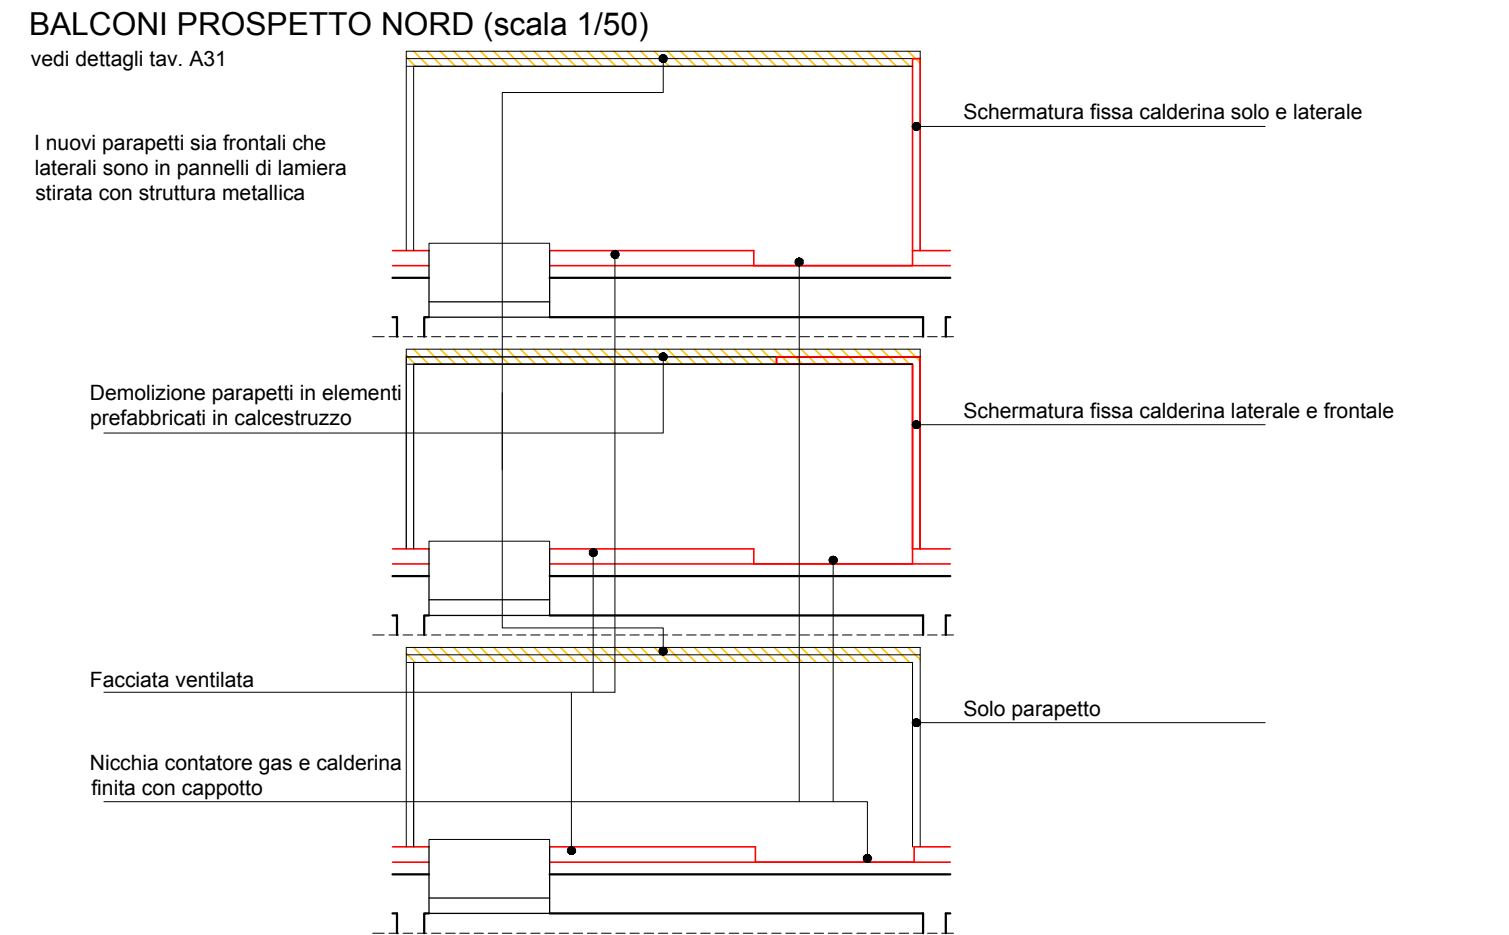 BALCONI PROSPETTO NORD (scala 1/50)
vedi dettagli tav. A31
I nuovi parapetti sia frontali che
laterali sono in pannelli di lamiera
stirata con struttura metallica
Schermatura fissa calderina solo e laterale
Demolizione parapetti in elementi
prefabbricati in calcestruzzo
Schermatura fissa calderina laterale e frontale
Facciata ventilata
Solo parapetto
Nicchia contatore gas e calderina
finita con cappotto